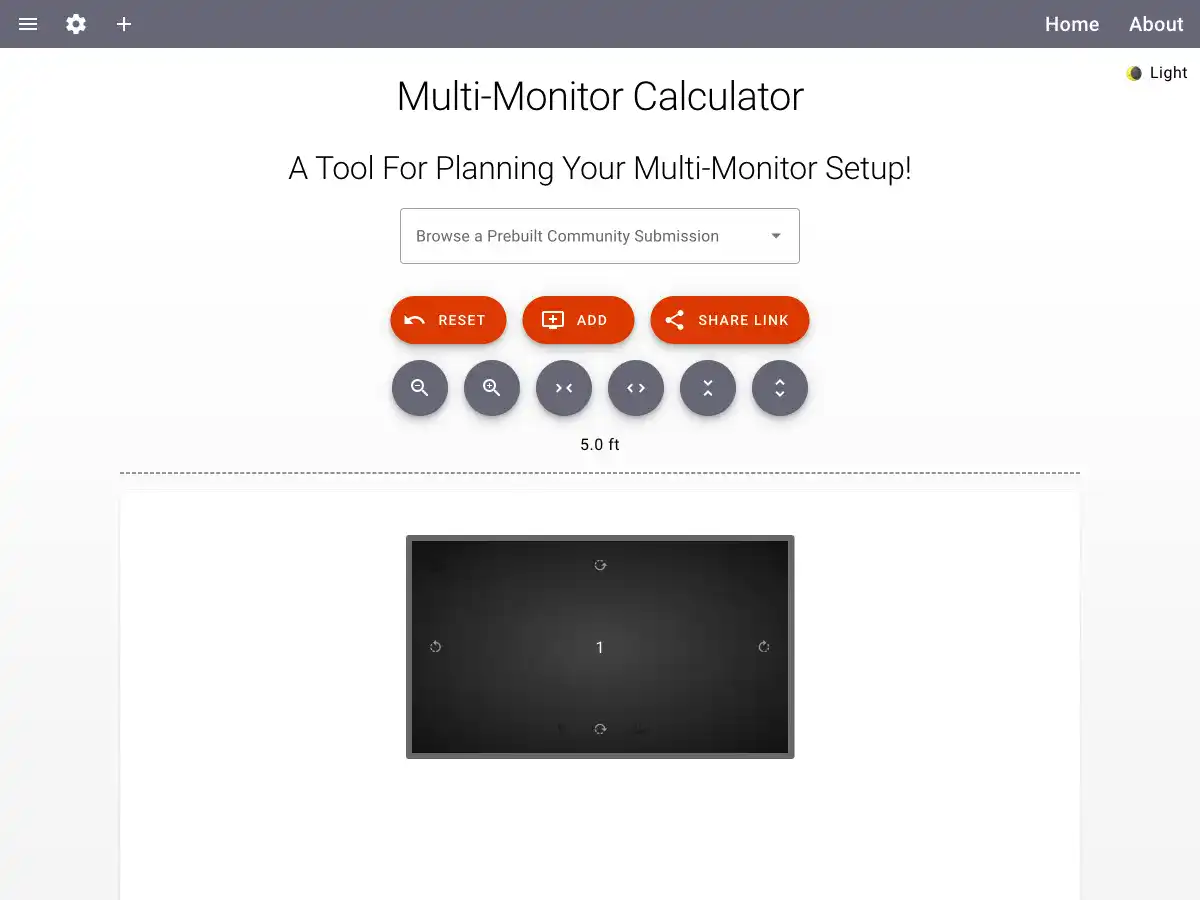 Home
About
Light
Multi-Monitor Calculator
A Tool For Planning Your Multi-Monitor Setup!
Browse a Prebuilt Community Submission
RESET
ADD
SHARE LINK
5.0 ft
1